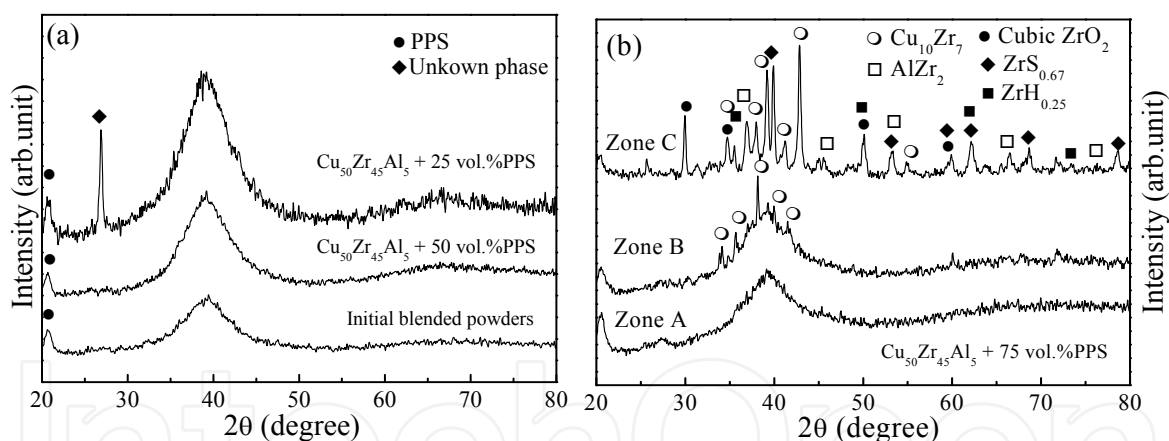 (a)
PPS
Unkown phase
Cu50Zr45Al5 + 25 vol.%PPS
Cu50Zr45Al5 + 50 vol.%PPS
Initial blended powders
Intensity (arb.unit)
20 30 40 50 60 70 80
2θ (degree)
(b)
Cu10Zr7
Cubic ZrO2
AlZr2
ZrS0.67
ZrH0.25
Zone C
Zone B
Zone A
Cu50Zr45Al5 + 75 vol.%PPS
Intensity (arb.unit)
20 30 40 50 60 70 80
2θ (degree)